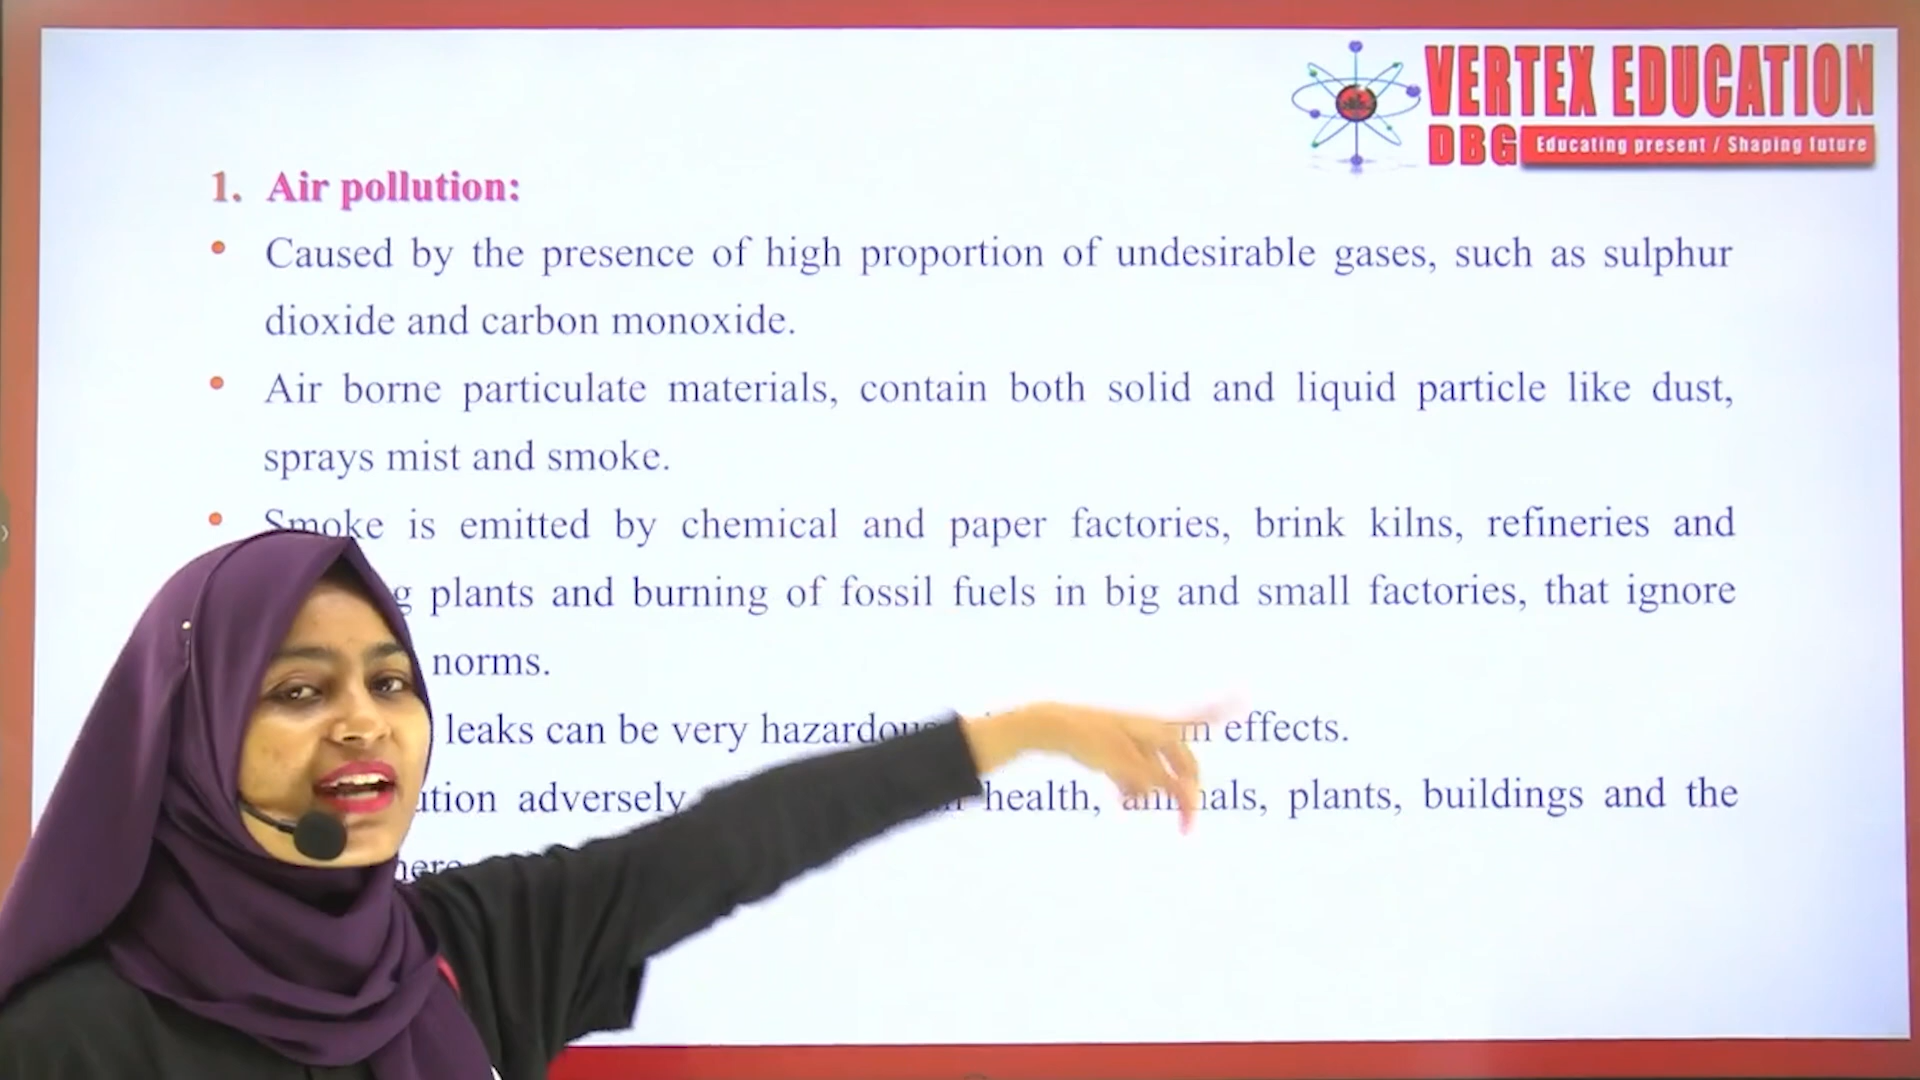 VERTEX EDUCATION
DBG Educating present / Shaping future
1. Air pollution:
• Caused by the presence of high proportion of undesirable gases, such as sulphur
dioxide and carbon monoxide.
• Air borne particulate materials, contain both solid and liquid particle like dust,
sprays mist and smoke.
• Smoke is emitted by chemical and paper factories, brink kilns, refineries and
plants and burning of fossil fuels in big and small factories, that ignore
norms.
leaks can be very hazardous effects.
adversely health, animals, plants, buildings and the